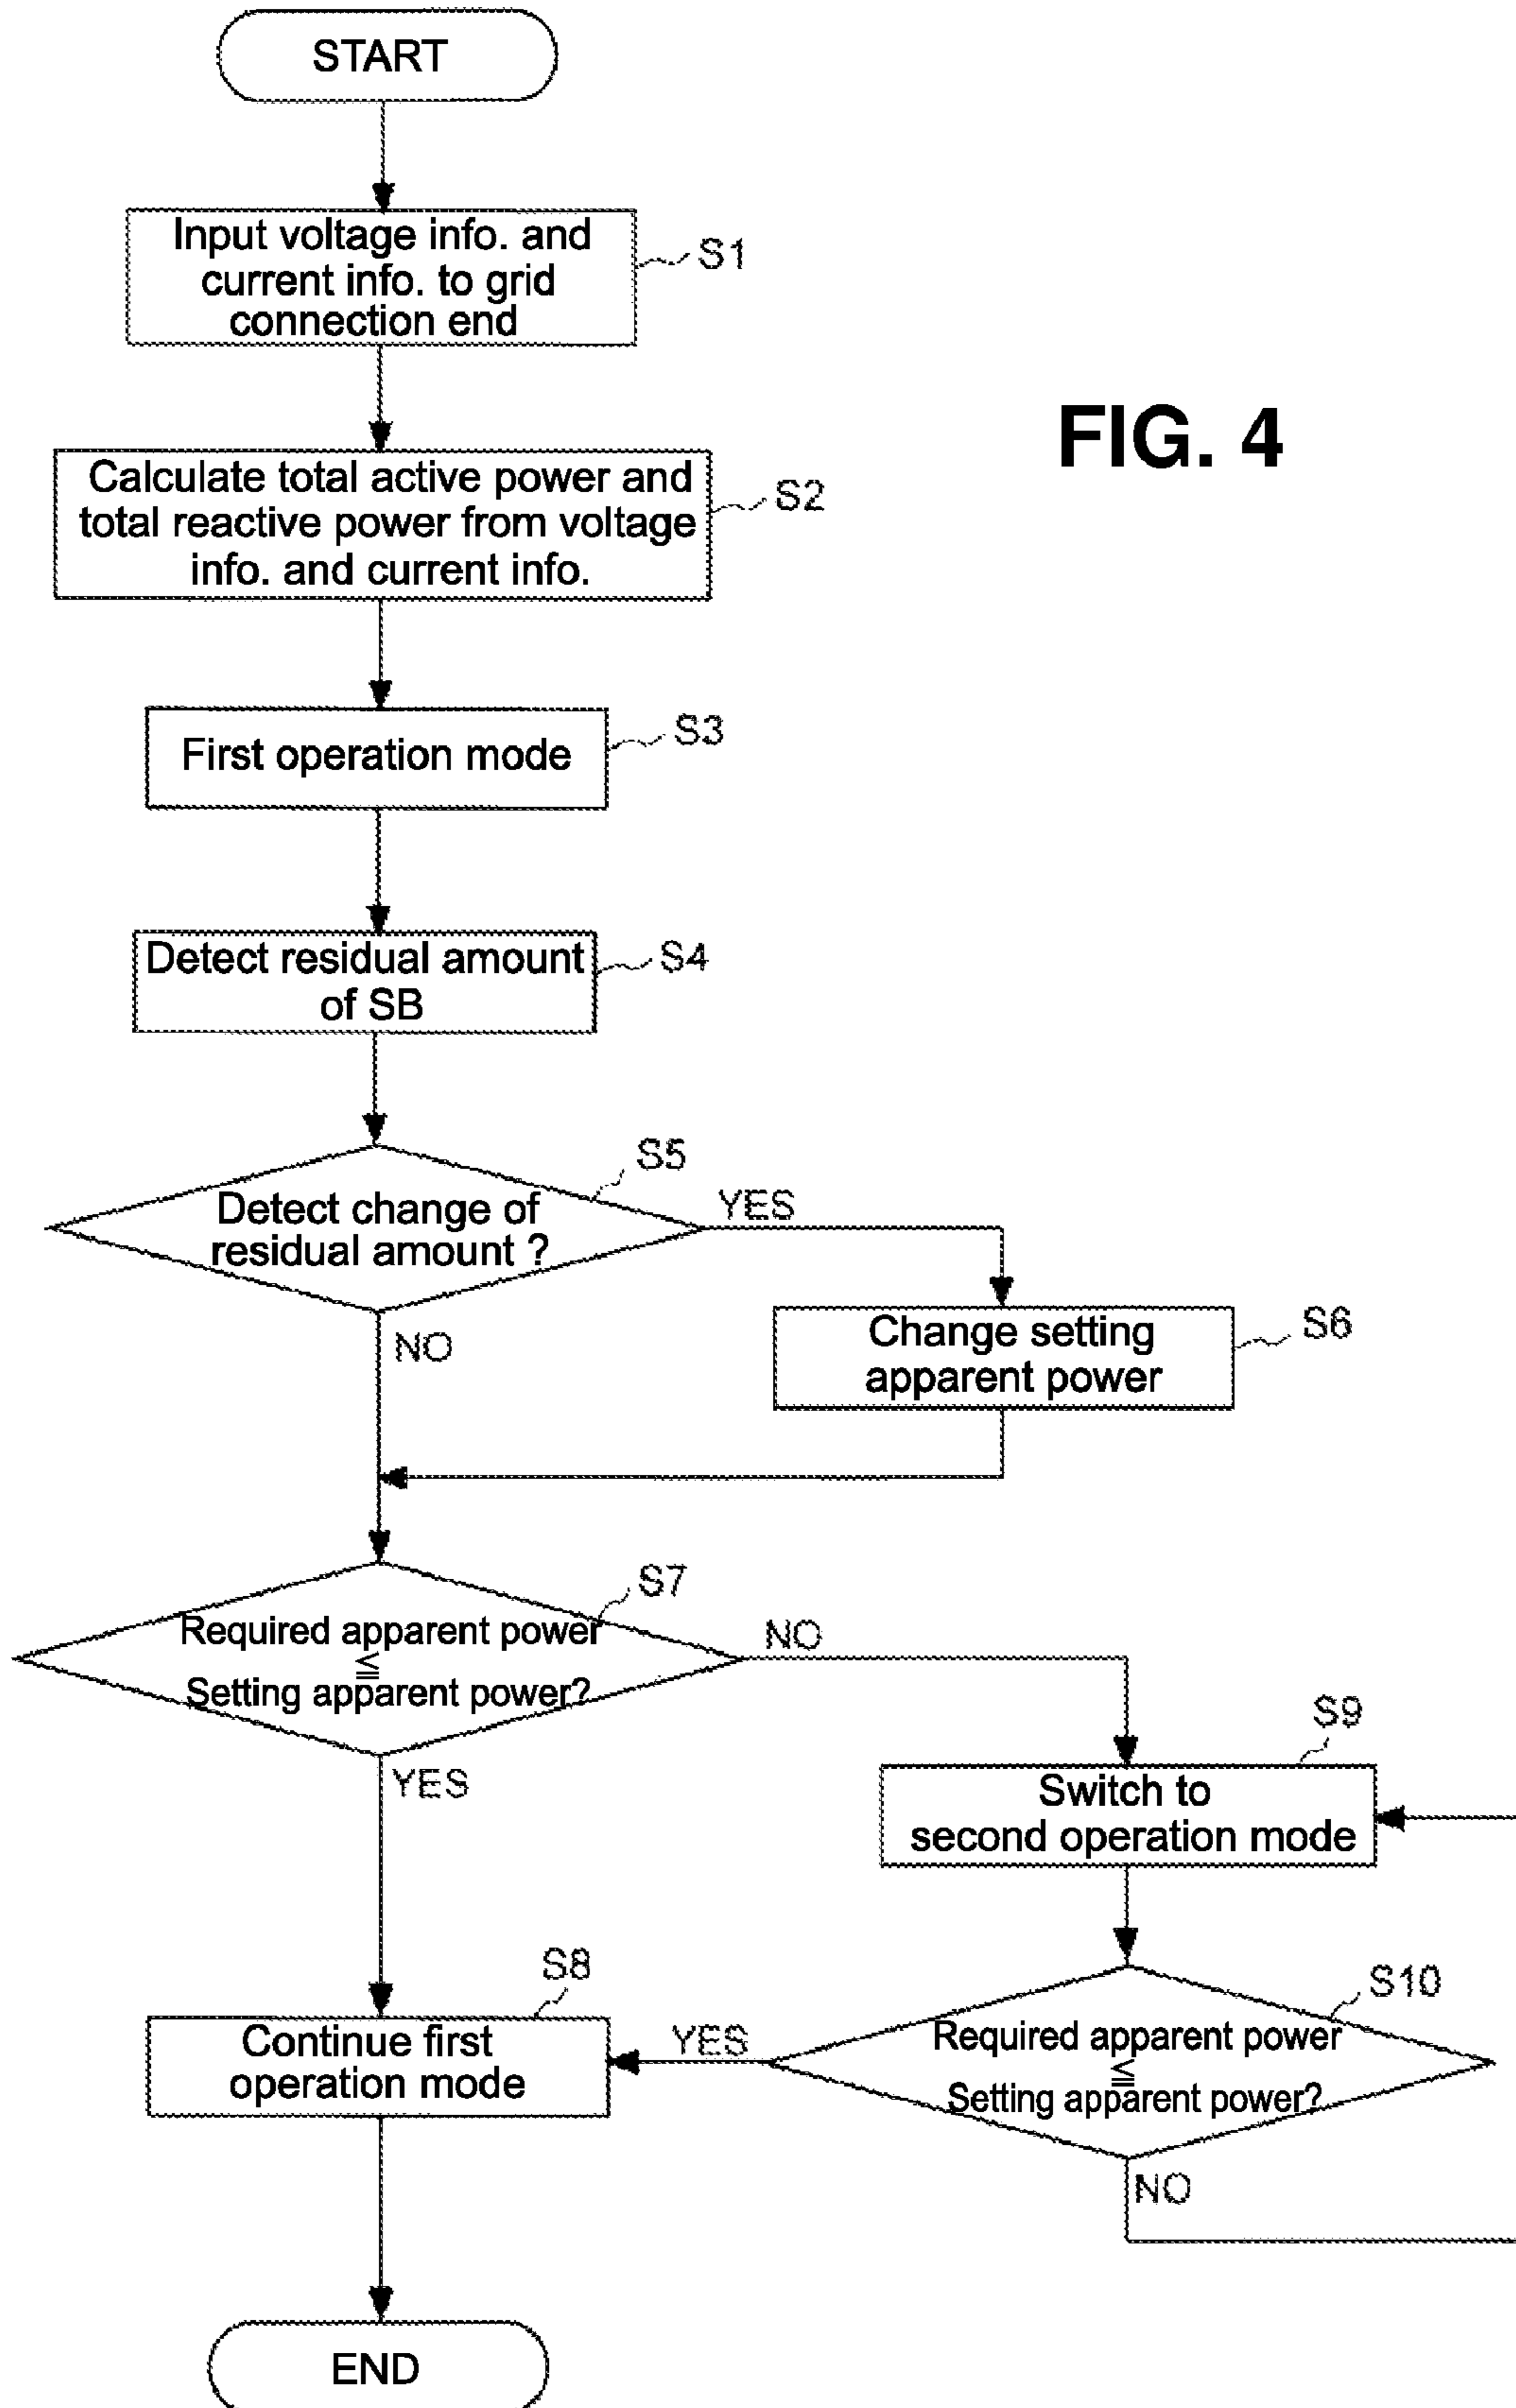 START
Input voltage info. and
current info. to grid
connection end
S1
FIG. 4
Calculate total active power and
total reactive power from voltage
info. and current info.
S2
First operation mode
S3
Detect residual amount
of SB
S4
Detect change of
residual amount ?
S5
YES
NO
Change setting
apparent power
S6
Required apparent power
≦
Setting apparent power?
S7
NO
YES
Switch to
second operation mode
S9
Continue first
operation mode
S8
YES
Required apparent power
≦
Setting apparent power?
S10
NO
END